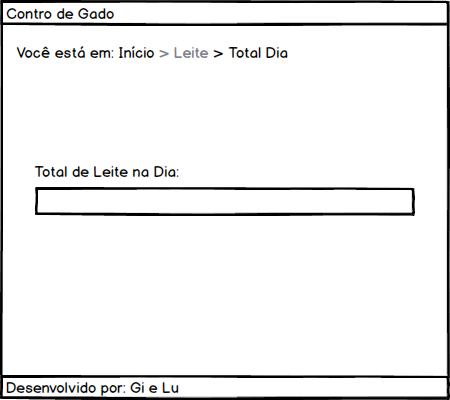 Contro de Gado
Você está em: Início > Leite > Total Dia
Total de Leite na Dia:
Desenvolvido por: Gi e Lu